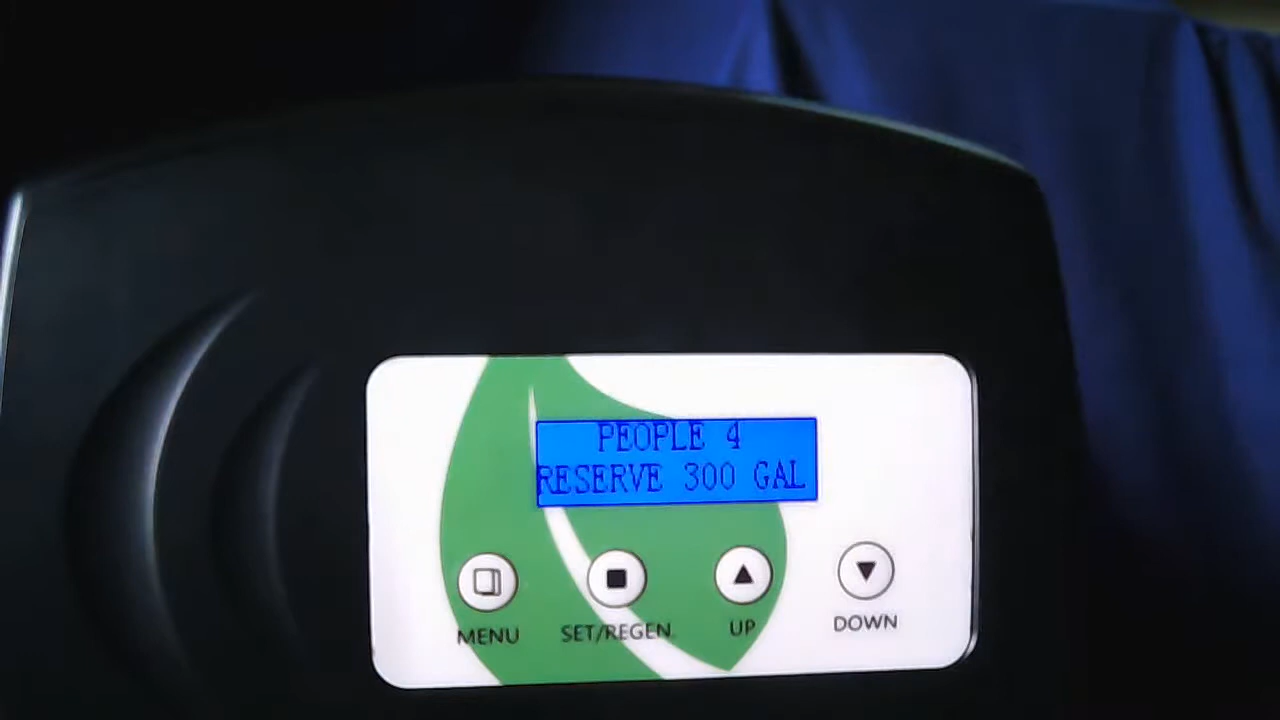 PEOPLE 4
RESERVE 300 GAL
MENU
SET/REGEN
UP
DOWN